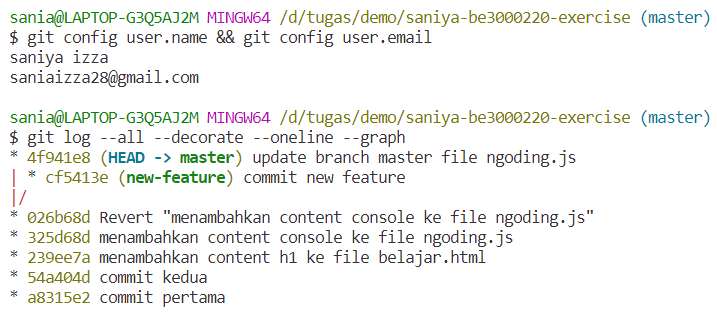 sania@LAPTOP-G3Q5AJ2M MINGW64 /d/tugas/demo/saniya-be3000220-exercise (master)
$ git config user.name && git config user.email
saniya izza
saniaizza28@gmail.com

sania@LAPTOP-G3Q5AJ2M MINGW64 /d/tugas/demo/saniya-be3000220-exercise (master)
$ git log --all --decorate --oneline --graph
* 4f941e8 (HEAD -> master) update branch master file ngoding.js
| * cf5413e (new-feature) commit new feature
|/
* 026b68d Revert "menambahkan content console ke file ngoding.js"
* 325d68d menambahkan content console ke file ngoding.js
* 239ee7a menambahkan content h1 ke file belajar.html
* 54a404d commit kedua
* a8315e2 commit pertama